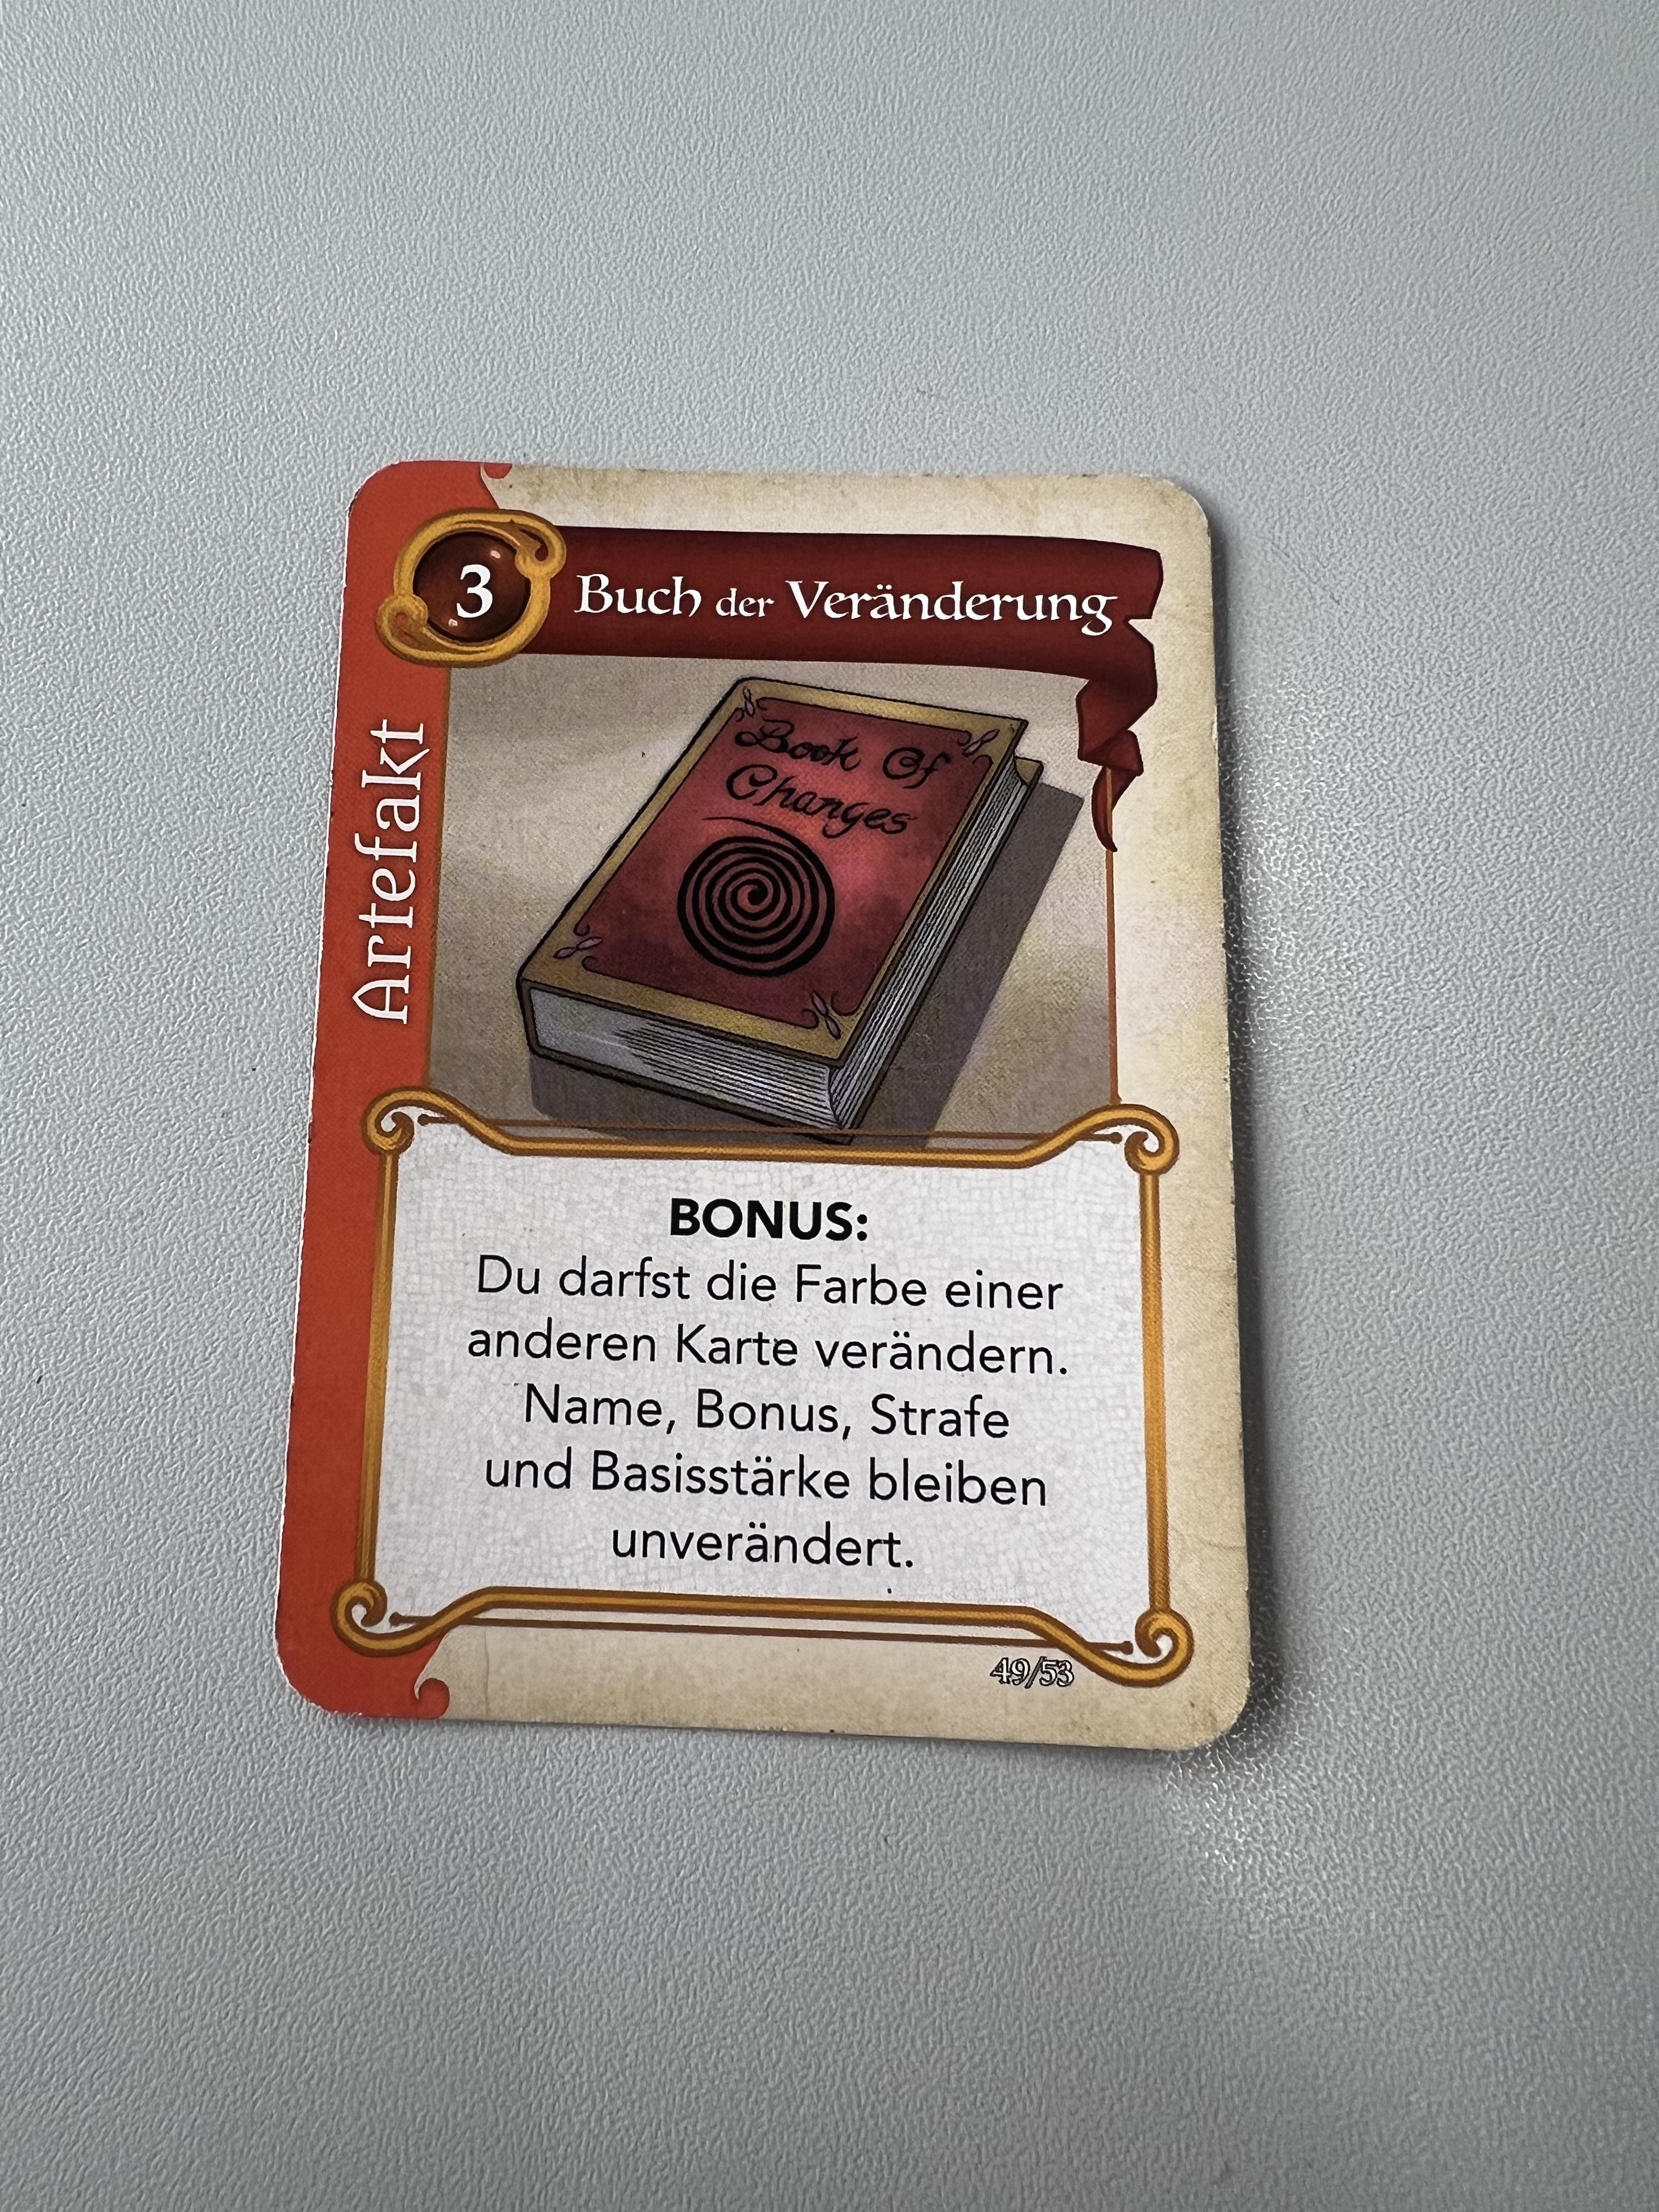 3
Buch der Veränderung
Artefakt
Book Of
Changes
BONUS:
Du darfst die Farbe einer
anderen Karte verändern.
Name, Bonus, Strafe
und Basisstärke bleiben
unverändert.
49/53